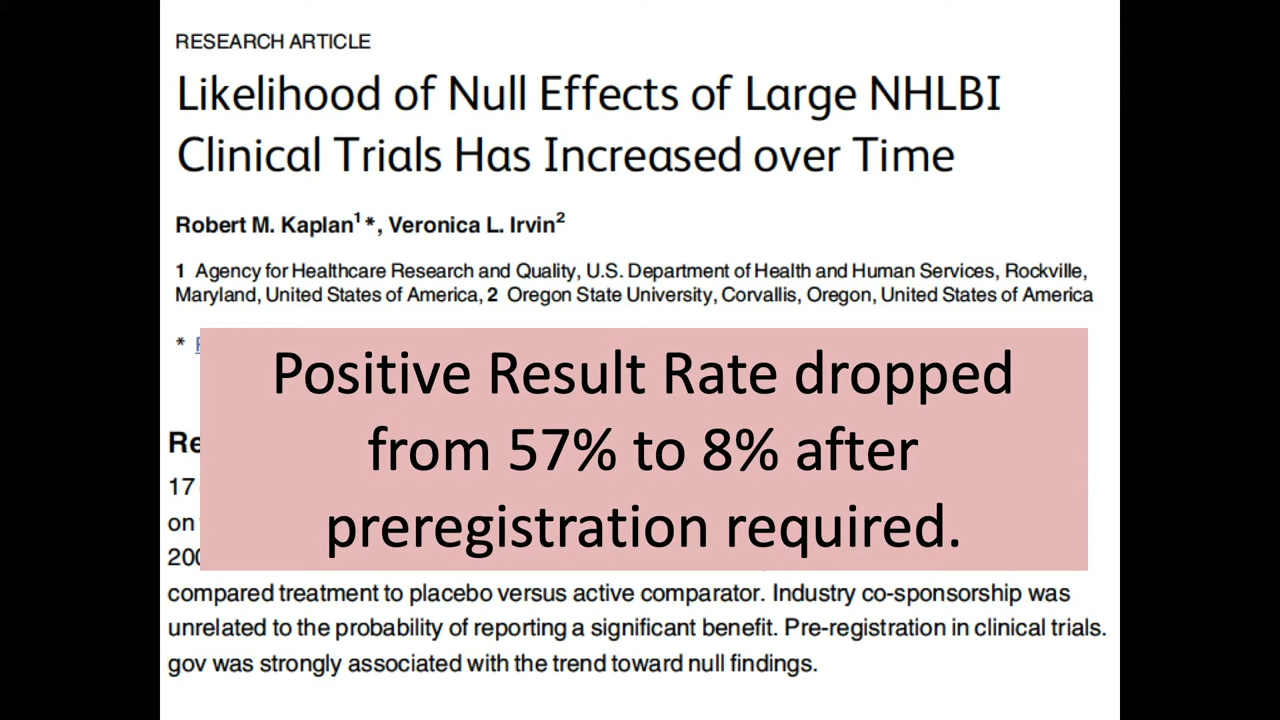 RESEARCH ARTICLE
Likelihood of Null Effects of Large NHLBI
Clinical Trials Has Increased over Time
Robert M. Kaplan1*, Veronica L. Irvin2
1 Agency for Healthcare Research and Quality, U.S. Department of Health and Human Services, Rockville,
Maryland, United States of America, 2 Oregon State University, Corvallis, Oregon, United States of America
*
Positive Result Rate dropped
from 57% to 8% after
preregistration required.
Re
17
on
200
compared treatment to placebo versus active comparator. Industry co-sponsorship was
unrelated to the probability of reporting a significant benefit. Pre-registration in clinical trials.
gov was strongly associated with the trend toward null findings.